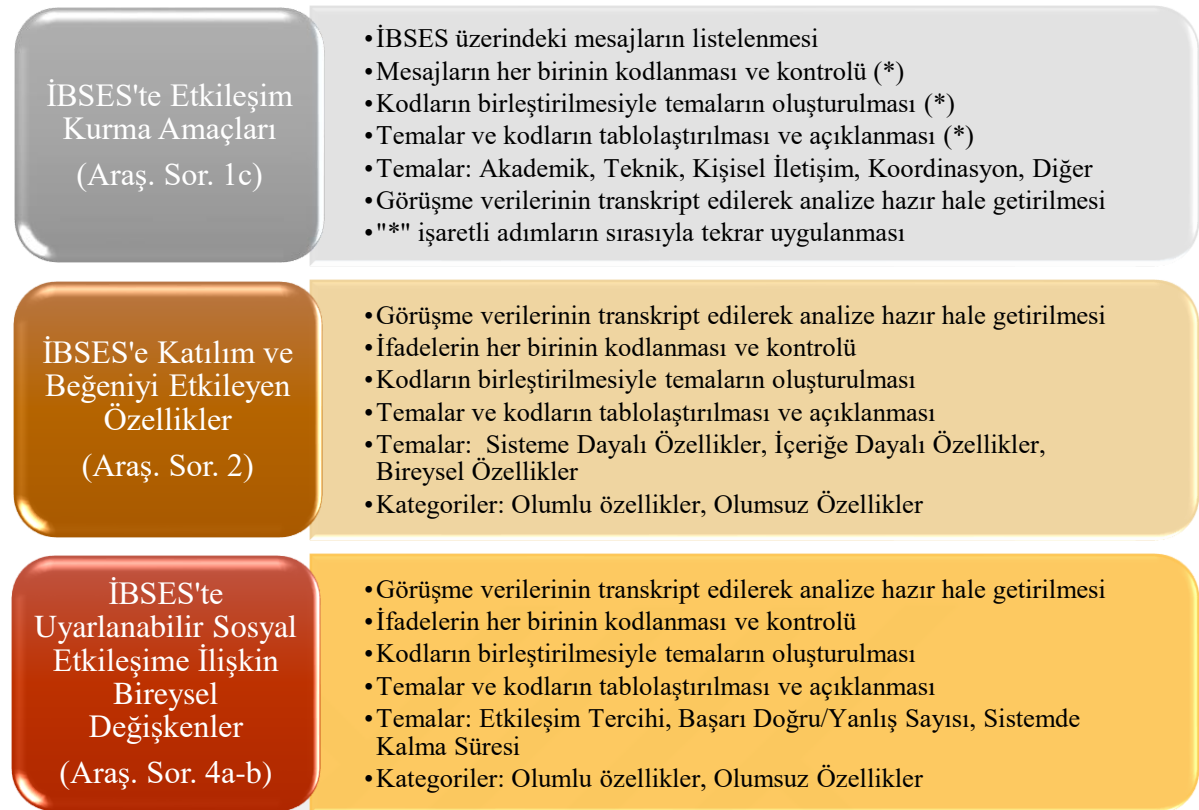 İBSES'te Etkileşim
Kurma Amaçları
(Araş. Sor. 1c)
•İBSES üzerindeki mesajların listelenmesi
•Mesajların her birinin kodlanması ve kontrolü (*)
•Kodların birleştirilmesiyle temaların oluşturulması (*)
•Temalar ve kodların tablolaştırılması ve açıklanması (*)
•Temalar: Akademik, Teknik, Kişisel İletişim, Koordinasyon, Diğer
•Görüşme verilerinin transkript edilerek analize hazır hale getirilmesi
•"*" işaretli adımların sırasıyla tekrar uygulanması
İBSES'e Katılım ve
Beğeniyi Etkileyen
Özellikler
(Araş. Sor. 2)
•Görüşme verilerinin transkript edilerek analize hazır hale getirilmesi
•İfadelerin her birinin kodlanması ve kontrolü
•Kodların birleştirilmesiyle temaların oluşturulması
•Temalar ve kodların tablolaştırılması ve açıklanması
•Temalar: Sisteme Dayalı Özellikler, İçeriğe Dayalı Özellikler,
Bireysel Özellikler
•Kategoriler: Olumlu özellikler, Olumsuz Özellikler
İBSES'te
Uyarlanabilir Sosyal
Etkileşime İlişkin
Bireysel
Değişkenler
(Araş. Sor. 4a-b)
•Görüşme verilerinin transkript edilerek analize hazır hale getirilmesi
•İfadelerin her birinin kodlanması ve kontrolü
•Kodların birleştirilmesiyle temaların oluşturulması
•Temalar ve kodların tablolaştırılması ve açıklanması
•Temalar: Etkileşim Tercihi, Başarı Doğru/Yanlış Sayısı, Sistemde
Kalma Süresi
•Kategoriler: Olumlu özellikler, Olumsuz Özellikler